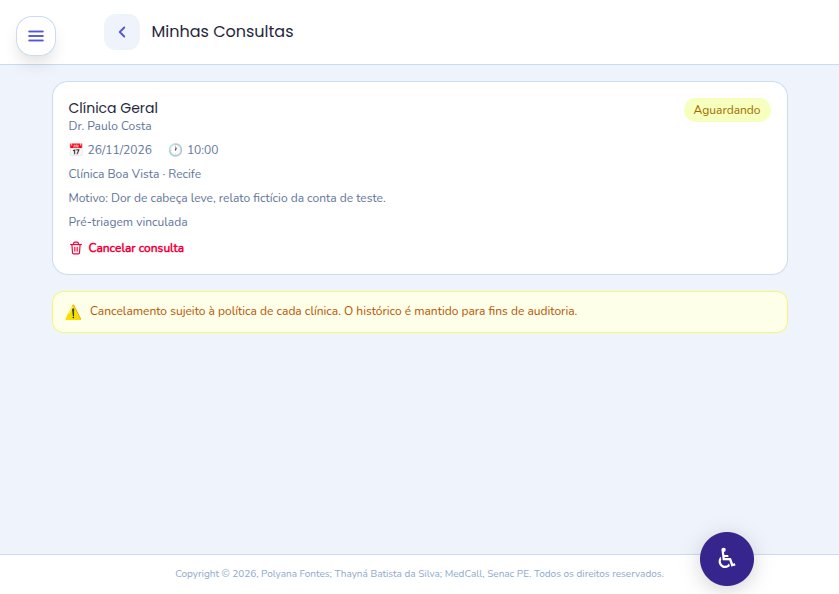 Minhas Consultas
Clínica Geral
Aguardando
Dr. Paulo Costa
26/11/2026 10:00
Clínica Boa Vista · Recife
Motivo: Dor de cabeça leve, relato fictício da conta de teste.
Pré-triagem vinculada
Cancelar consulta
Cancelamento sujeito à política de cada clínica. O histórico é mantido para fins de auditoria.
Copyright © 2026, Polyana Fontes; Thayná Batista da Silva; MedCall, Senac PE. Todos os direitos reservados.